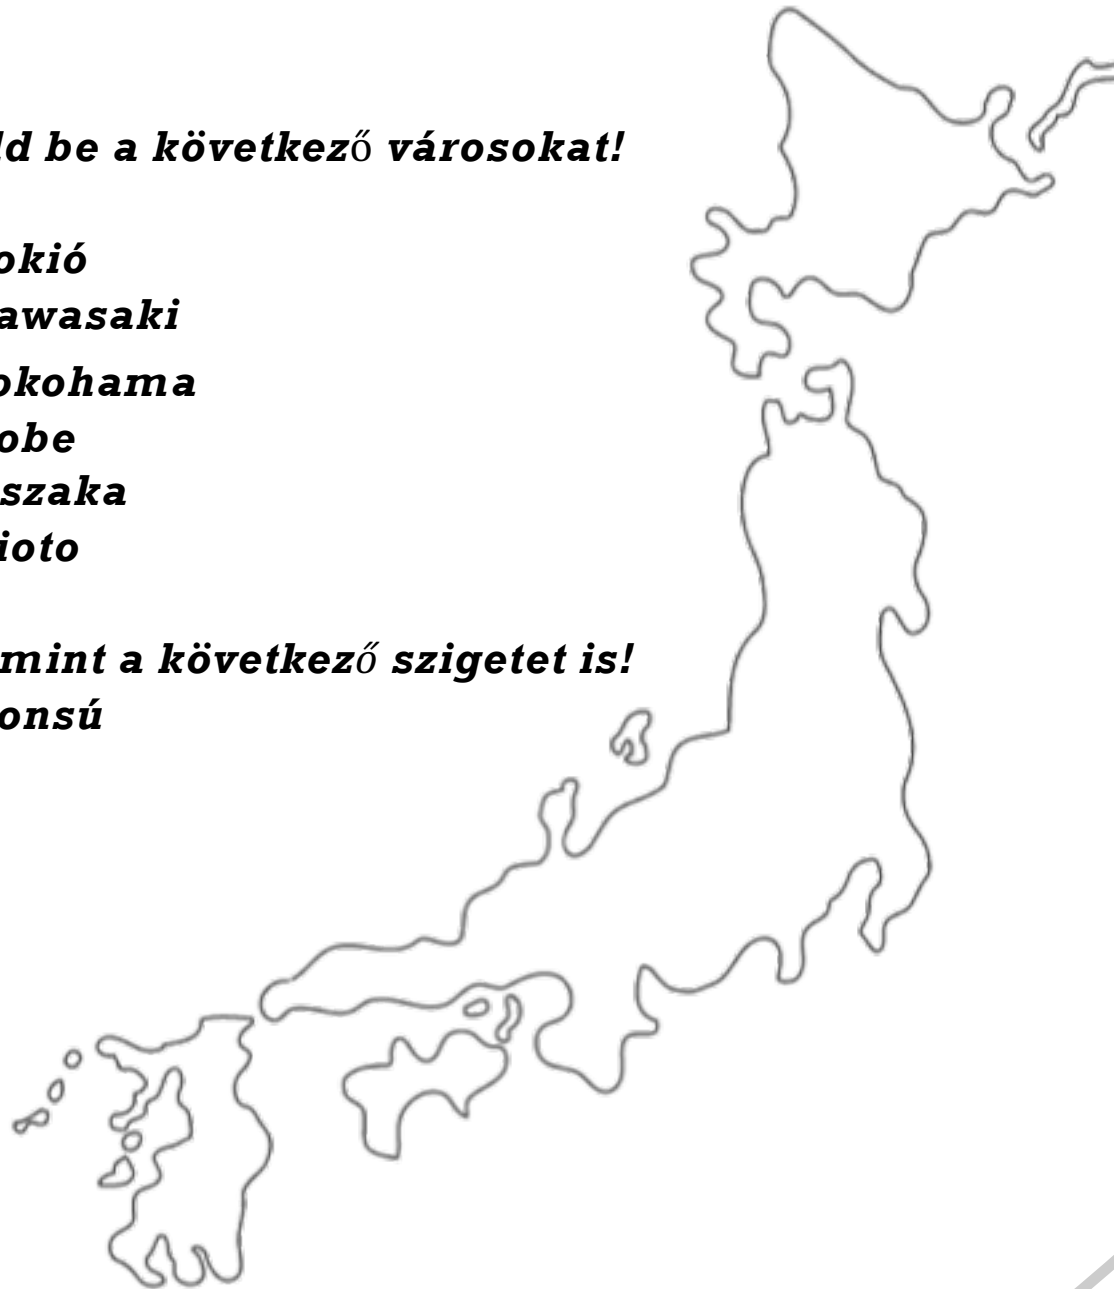 ld be a következő városokat!
okió
awasaki
okohama
obe
szaka
ioto
mint a következő szigetet is!
onsú